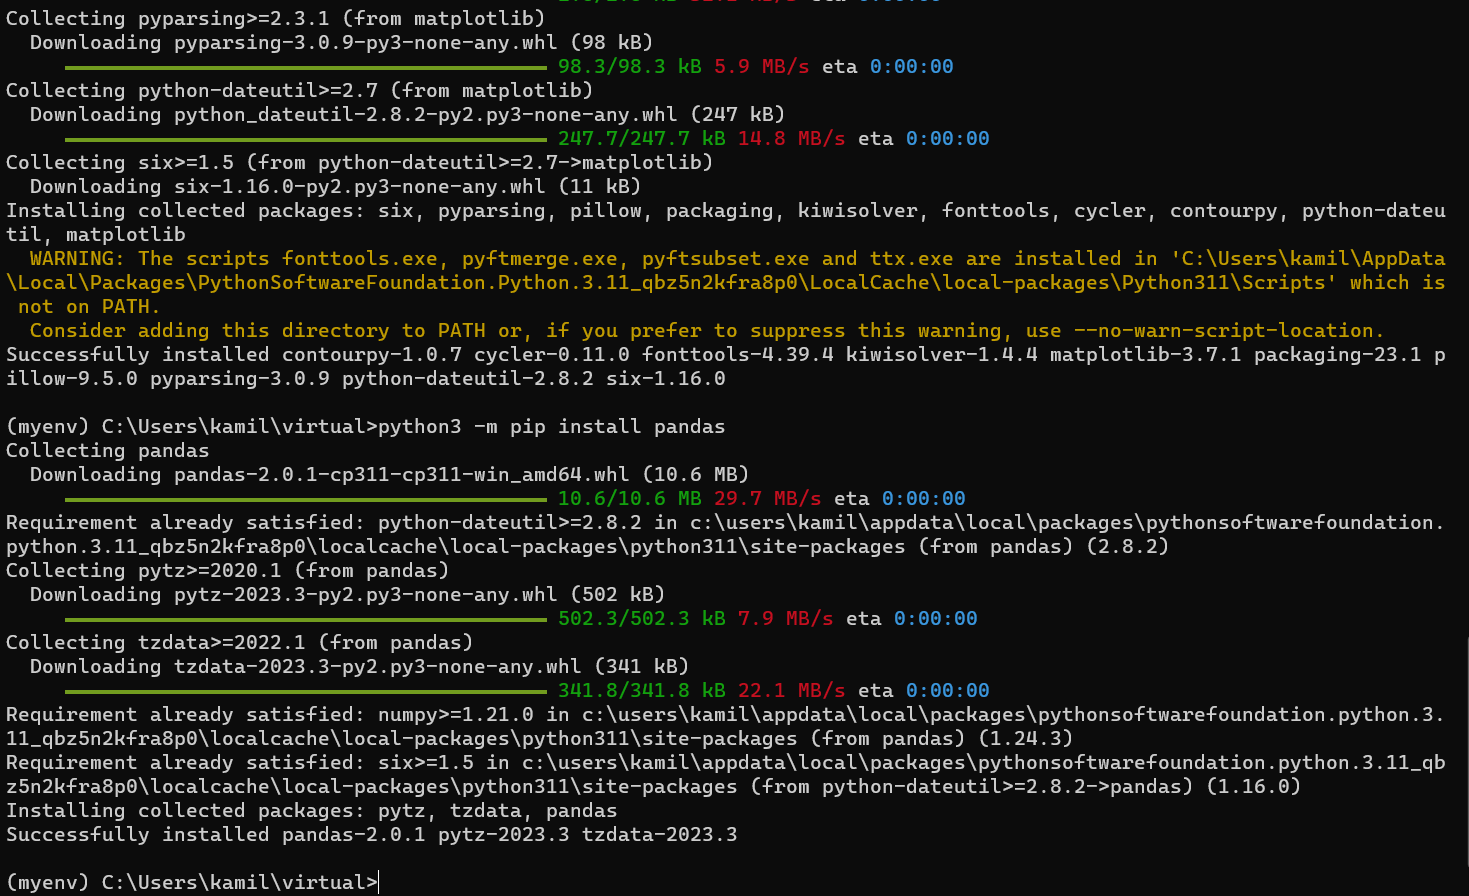 Collecting pyparsing>=2.3.1 (from matplotlib)
  Downloading pyparsing-3.0.9-py3-none-any.whl (98 kB)
98.3/98.3 kB 5.9 MB/s eta 0:00:00
Collecting python-dateutil>=2.7 (from matplotlib)
  Downloading python_dateutil-2.8.2-py2.py3-none-any.whl (247 kB)
247.7/247.7 kB 14.8 MB/s eta 0:00:00
Collecting six>=1.5 (from python-dateutil>=2.7->matplotlib)
  Downloading six-1.16.0-py2.py3-none-any.whl (11 kB)
Installing collected packages: six, pyparsing, pillow, packaging, kiwisolver, fonttools, cycler, contourpy, python-dateu
til, matplotlib
  WARNING: The scripts fonttools.exe, pyftmerge.exe, pyftsubset.exe and ttx.exe are installed in 'C:\Users\kamil\AppData
\Local\Packages\PythonSoftwareFoundation.Python.3.11_qbz5n2kfra8p0\LocalCache\local-packages\Python311\Scripts' which is
 not on PATH.
  Consider adding this directory to PATH or, if you prefer to suppress this warning, use --no-warn-script-location.
Successfully installed contourpy-1.0.7 cycler-0.11.0 fonttools-4.39.4 kiwisolver-1.4.4 matplotlib-3.7.1 packaging-23.1 p
illow-9.5.0 pyparsing-3.0.9 python-dateutil-2.8.2 six-1.16.0
(myenv) C:\Users\kamil\virtual>python3 -m pip install pandas
Collecting pandas
  Downloading pandas-2.0.1-cp311-cp311-win_amd64.whl (10.6 MB)
10.6/10.6 MB 29.7 MB/s eta 0:00:00
Requirement already satisfied: python-dateutil>=2.8.2 in c:\users\kamil\appdata\local\packages\pythonsoftwarefoundation.
python.3.11_qbz5n2kfra8p0\localcache\local-packages\python311\site-packages (from pandas) (2.8.2)
Collecting pytz>=2020.1 (from pandas)
  Downloading pytz-2023.3-py2.py3-none-any.whl (502 kB)
502.3/502.3 kB 7.9 MB/s eta 0:00:00
Collecting tzdata>=2022.1 (from pandas)
  Downloading tzdata-2023.3-py2.py3-none-any.whl (341 kB)
341.8/341.8 kB 22.1 MB/s eta 0:00:00
Requirement already satisfied: numpy>=1.21.0 in c:\users\kamil\appdata\local\packages\pythonsoftwarefoundation.python.3.
11_qbz5n2kfra8p0\localcache\local-packages\python311\site-packages (from pandas) (1.24.3)
Requirement already satisfied: six>=1.5 in c:\users\kamil\appdata\local\packages\pythonsoftwarefoundation.python.3.11_qb
z5n2kfra8p0\localcache\local-packages\python311\site-packages (from python-dateutil>=2.8.2->pandas) (1.16.0)
Installing collected packages: pytz, tzdata, pandas
Successfully installed pandas-2.0.1 pytz-2023.3 tzdata-2023.3
(myenv) C:\Users\kamil\virtual>